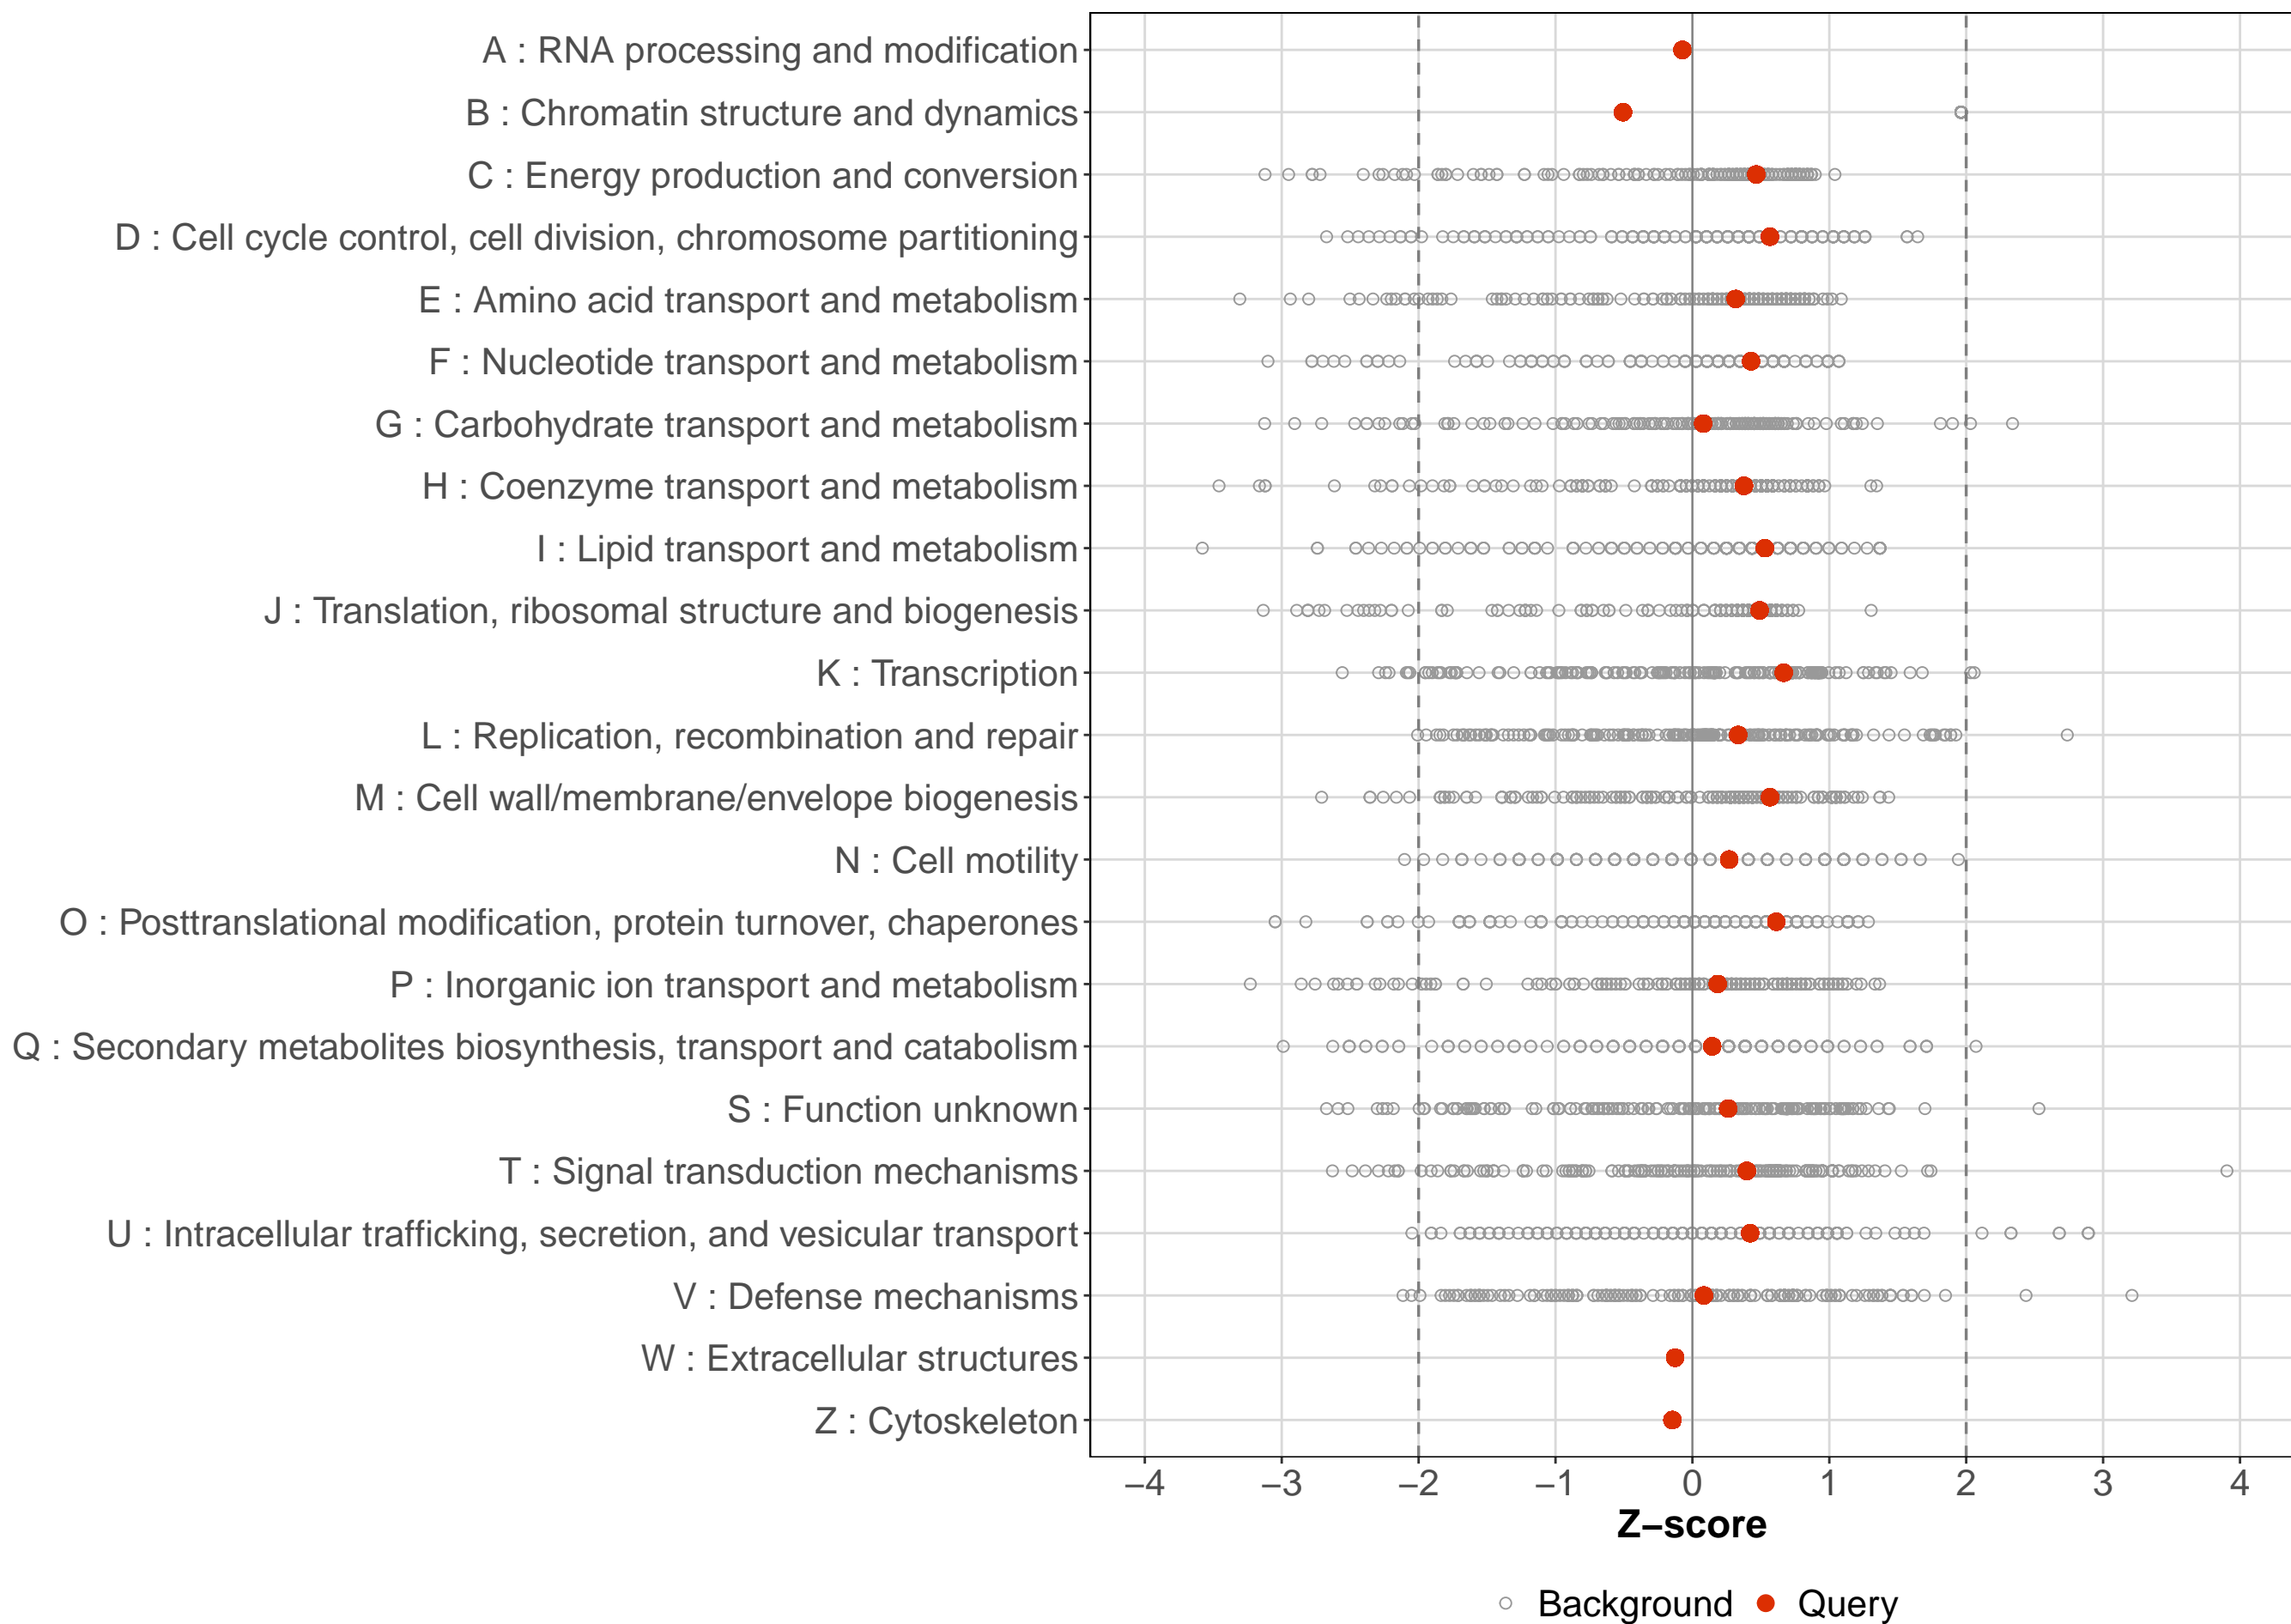 A : RNA processing and modification
B : Chromatin structure and dynamics
C : Energy production and conversion
D : Cell cycle control, cell division, chromosome partitioning
E : Amino acid transport and metabolism
F : Nucleotide transport and metabolism
G : Carbohydrate transport and metabolism
H : Coenzyme transport and metabolism
I : Lipid transport and metabolism
J : Translation, ribosomal structure and biogenesis
K : Transcription
L : Replication, recombination and repair
M : Cell wall/membrane/envelope biogenesis
N : Cell motility
O : Posttranslational modification, protein turnover, chaperones
P : Inorganic ion transport and metabolism
Q : Secondary metabolites biosynthesis, transport and catabolism
S : Function unknown
T : Signal transduction mechanisms
U : Intracellular trafficking, secretion, and vesicular transport
V : Defense mechanisms
W : Extracellular structures
Z : Cytoskeleton
−4 −3 −2 −1 0 1 2 3 4
Z−score
Background Query